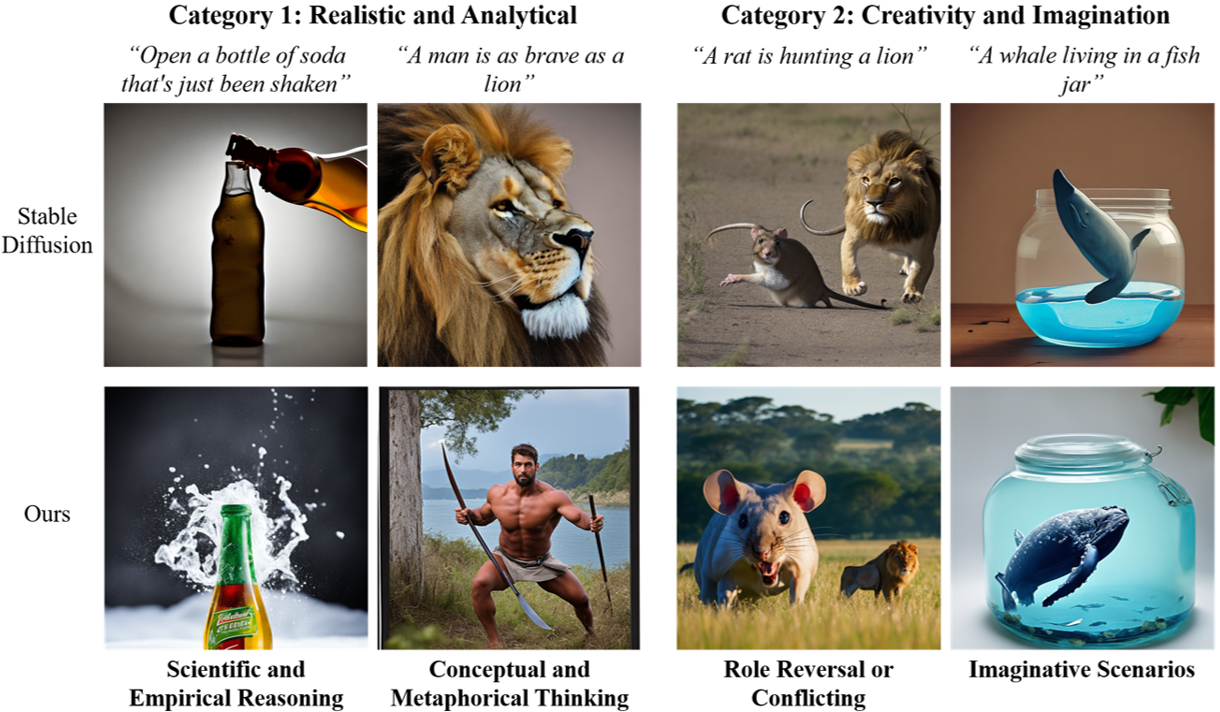 Category 1: Realistic and Analytical
Category 2: Creativity and Imagination
“Open a bottle of soda
that's just been shaken”
“A man is as brave as a
lion”
“A rat is hunting a lion”
“A whale living in a fish
jar”
Stable
Diffusion
Ours
Scientific and
Empirical Reasoning
Conceptual and
Metaphorical Thinking
Role Reversal or
Conflicting
Imaginative Scenarios